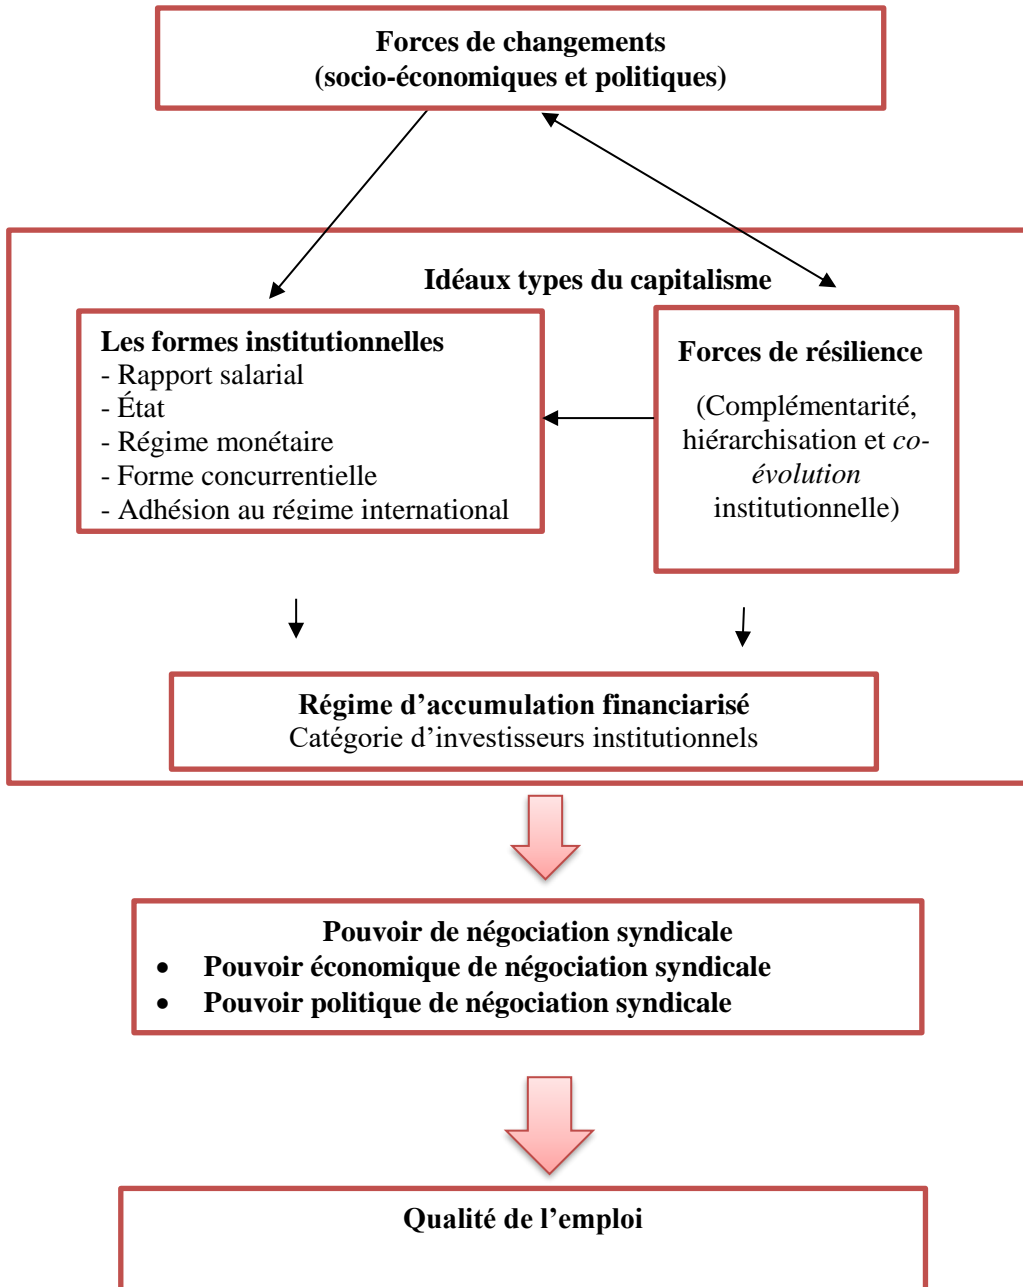 Forces de changements
(socio-économiques et politiques)
Idéaux types du capitalisme
Les formes institutionnelles
- Rapport salarial
- État
- Régime monétaire
- Forme concurrentielle
- Adhésion au régime international
Forces de résilience
(Complémentarité,
hiérarchisation et co-
évolution
institutionnelle)
Régime d’accumulation financiarisé
Catégorie d’investisseurs institutionnels
Pouvoir de négociation syndicale
• Pouvoir économique de négociation syndicale
• Pouvoir politique de négociation syndicale
Qualité de l’emploi